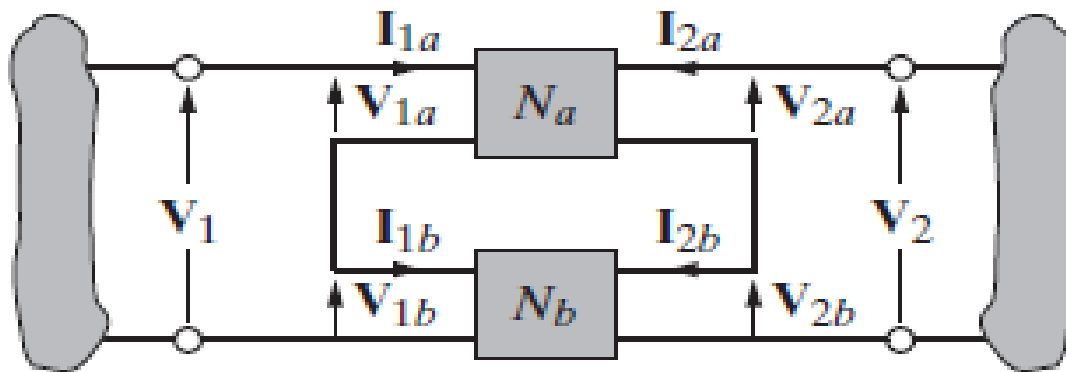 I1a I2a
V1a Na V2a
V1 V2
I1b I2b
V1b Nb V2b